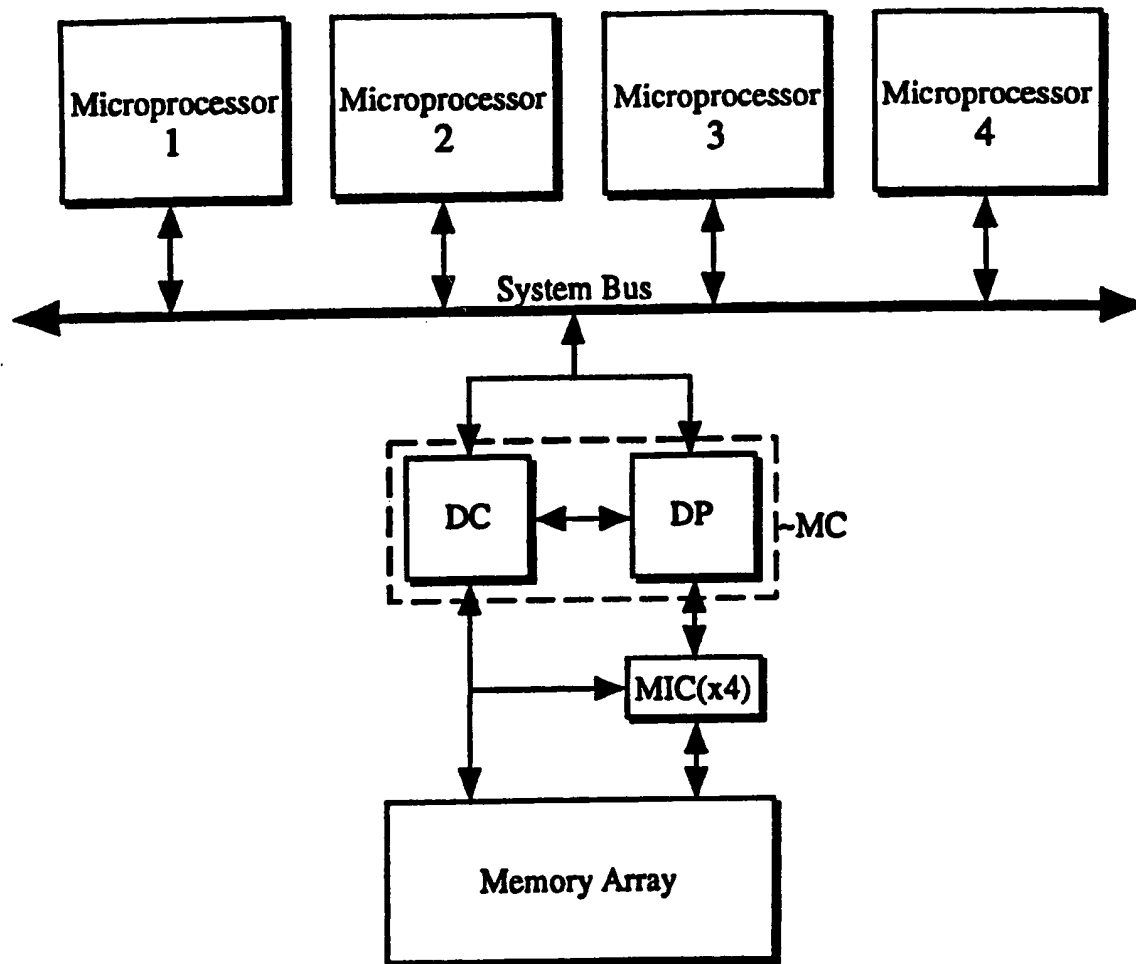 Microprocessor
1
Microprocessor
2
Microprocessor
3
Microprocessor
4
System Bus
DC
DP
~MC
MIC(x4)
Memory Array